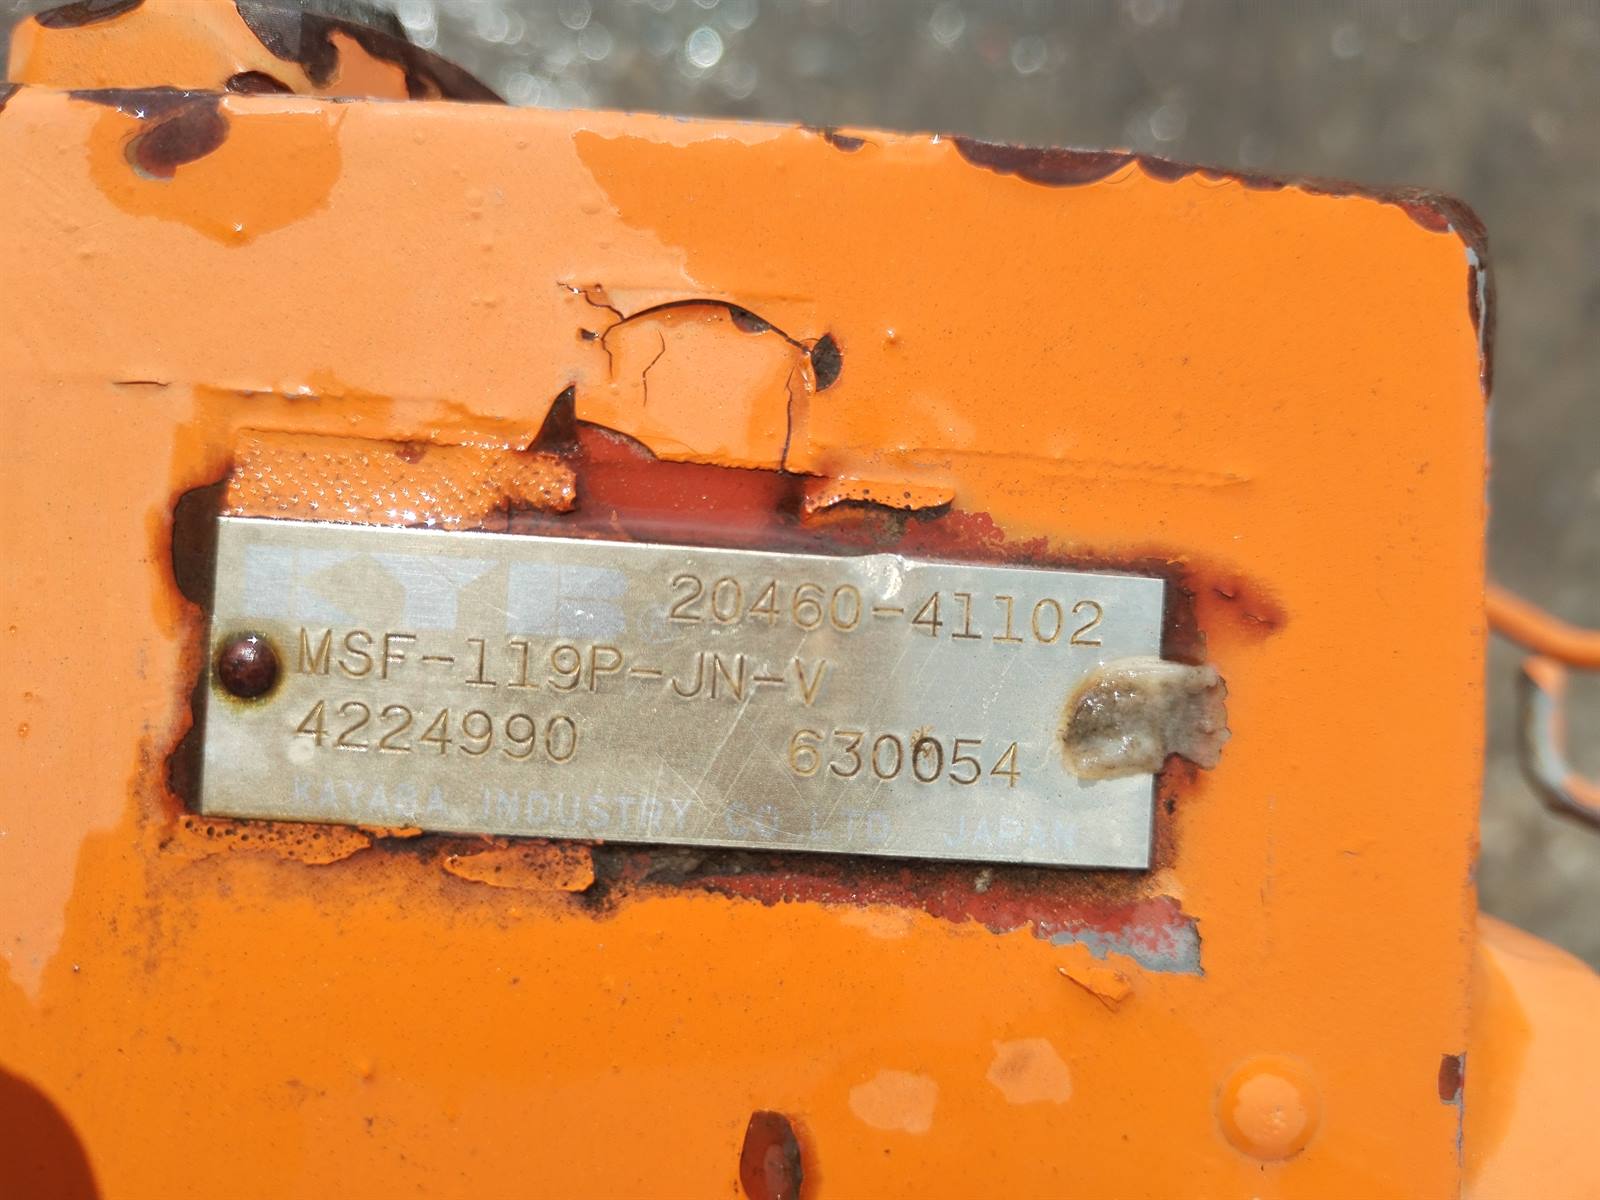 KYB 20460-41102
MSF-119P-JN-V
4224990 630054
KAYABA INDUSTRY CO LTD. JAPAN